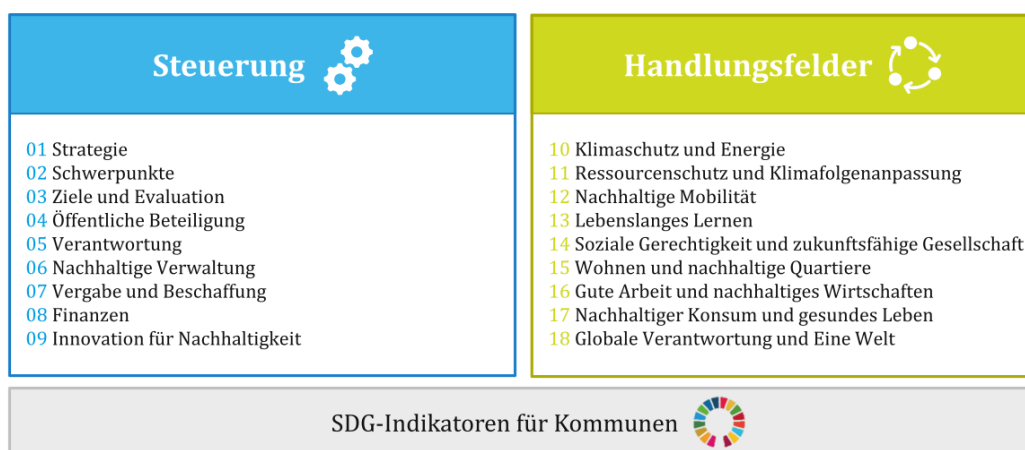 Steuerung
01 Strategie
02 Schwerpunkte
03 Ziele und Evaluation
04 Öffentliche Beteiligung
05 Verantwortung
06 Nachhaltige Verwaltung
07 Vergabe und Beschaffung
08 Finanzen
09 Innovation für Nachhaltigkeit
Handlungsfelder
10 Klimaschutz und Energie
11 Ressourcenschutz und Klimafolgenanpassung
12 Nachhaltige Mobilität
13 Lebenslanges Lernen
14 Soziale Gerechtigkeit und zukunftsfähige Gesellschaft
15 Wohnen und nachhaltige Quartiere
16 Gute Arbeit und nachhaltiges Wirtschaften
17 Nachhaltiger Konsum und gesundes Leben
18 Globale Verantwortung und Eine Welt
SDG-Indikatoren für Kommunen